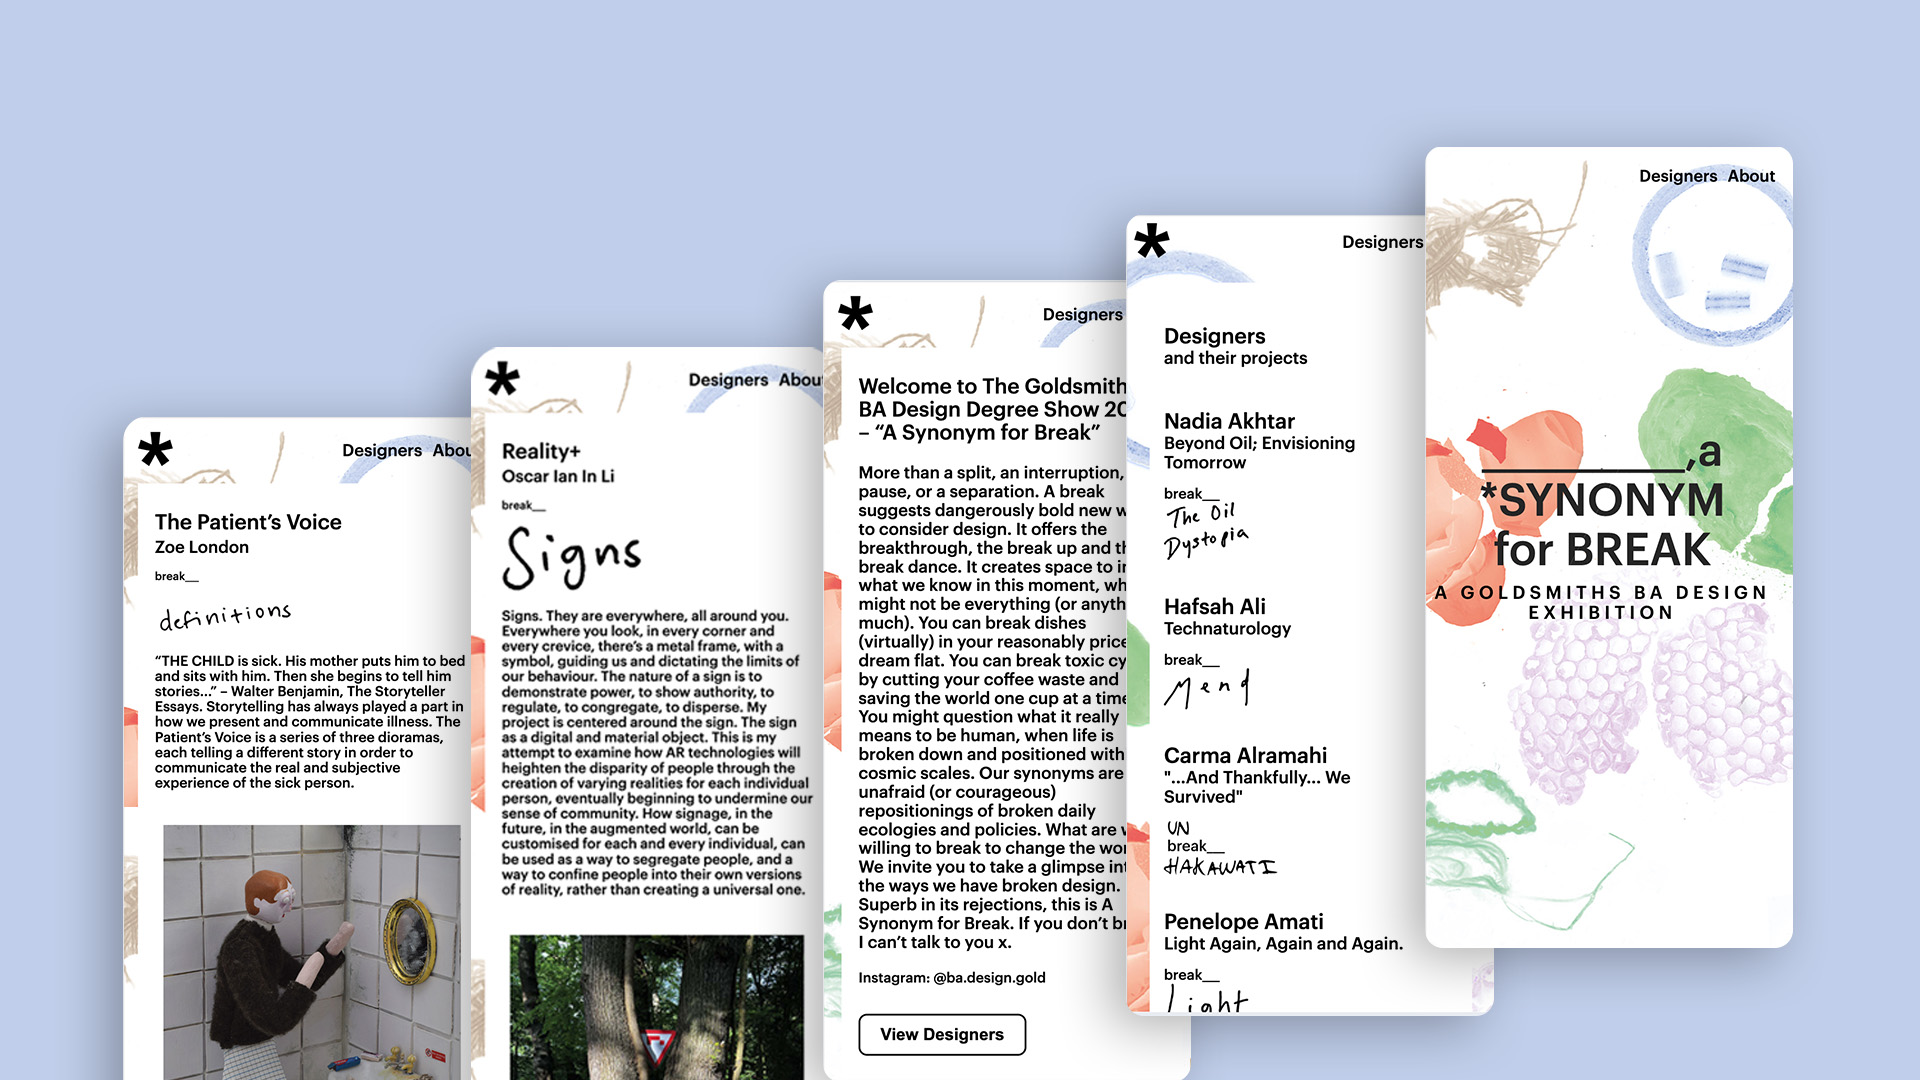 Designers Abou
The Patient’s Voice
Zoe London
break__
definitions
“THE CHILD is sick. His mother puts him to bed
and sits with him. Then she begins to tell him
stories...” – Walter Benjamin, The Storyteller
Essays. Storytelling has always played a part in
how we present and communicate illness. The
Patient’s Voice is a series of three dioramas,
each telling a different story in order to
communicate the real and subjective
experience of the sick person.
Designers About
Reality+
Oscar Ian In Li
break__
Signs
Signs. They are everywhere, all around you.
Everywhere you look, in every corner and
every crevice, there’s a metal frame, with a
symbol, guiding us and dictating the limits of
our behaviour. The nature of a sign is to
demonstrate power, to show authority, to
regulate, to congregate, to disperse. My
project is centered around the sign. The sign
as a digital and material object. This is my
attempt to examine how AR technologies will
heighten the disparity of people through the
creation of varying realities for each individual
person, eventually beginning to undermine our
sense of community. How signage, in the
future, in the augmented world, can be
customised for each and every individual, can
be used as a way to segregate people, and a
way to confine people into their own versions
of reality, rather than creating a universal one.
Designers
Welcome to The Goldsmith
BA Design Degree Show 20
– “A Synonym for Break”
More than a split, an interruption,
pause, or a separation. A break
suggests dangerously bold new w
to consider design. It offers the
breakthrough, the break up and th
break dance. It creates space to i
what we know in this moment, wh
might not be everything (or anyth
much). You can break dishes
(virtually) in your reasonably price
dream flat. You can break toxic cy
by cutting your coffee waste and
saving the world one cup at a time
You might question what it really
means to be human, when life is
broken down and positioned with
cosmic scales. Our synonyms are
unafraid (or courageous)
repositionings of broken daily
ecologies and policies. What are w
willing to break to change the wor
We invite you to take a glimpse int
the ways we have broken design.
Superb in its rejections, this is A
Synonym for Break. If you don’t br
I can’t talk to you x.
Instagram: @ba.design.gold
View Designers
Designers
Designers
and their projects
Nadia Akhtar
Beyond Oil; Envisioning
Tomorrow
break__
The Oil
Dystopia
Hafsah Ali
Technaturology
break__
Mend
Carma Alramahi
"...And Thankfully... We
Survived"
UN
break__
HAKAWATI
Penelope Amati
Light Again, Again and Again.
break__
Light
Designers About
__________,a
*SYNONYM
for BREAK
A GOLDSMITHS BA DESIGN
EXHIBITION